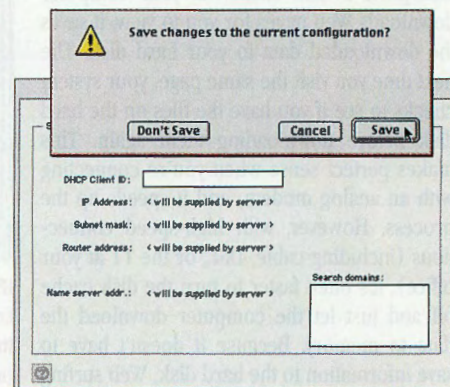 Save changes to the current configuration?
Don't Save
Cancel
Save
DHCP Client ID:
IP Address: < will be supplied by server >
Subnet mask: < will be supplied by server >
Router address: < will be supplied by server >
Search domains:
Name server addr.: < will be supplied by server >